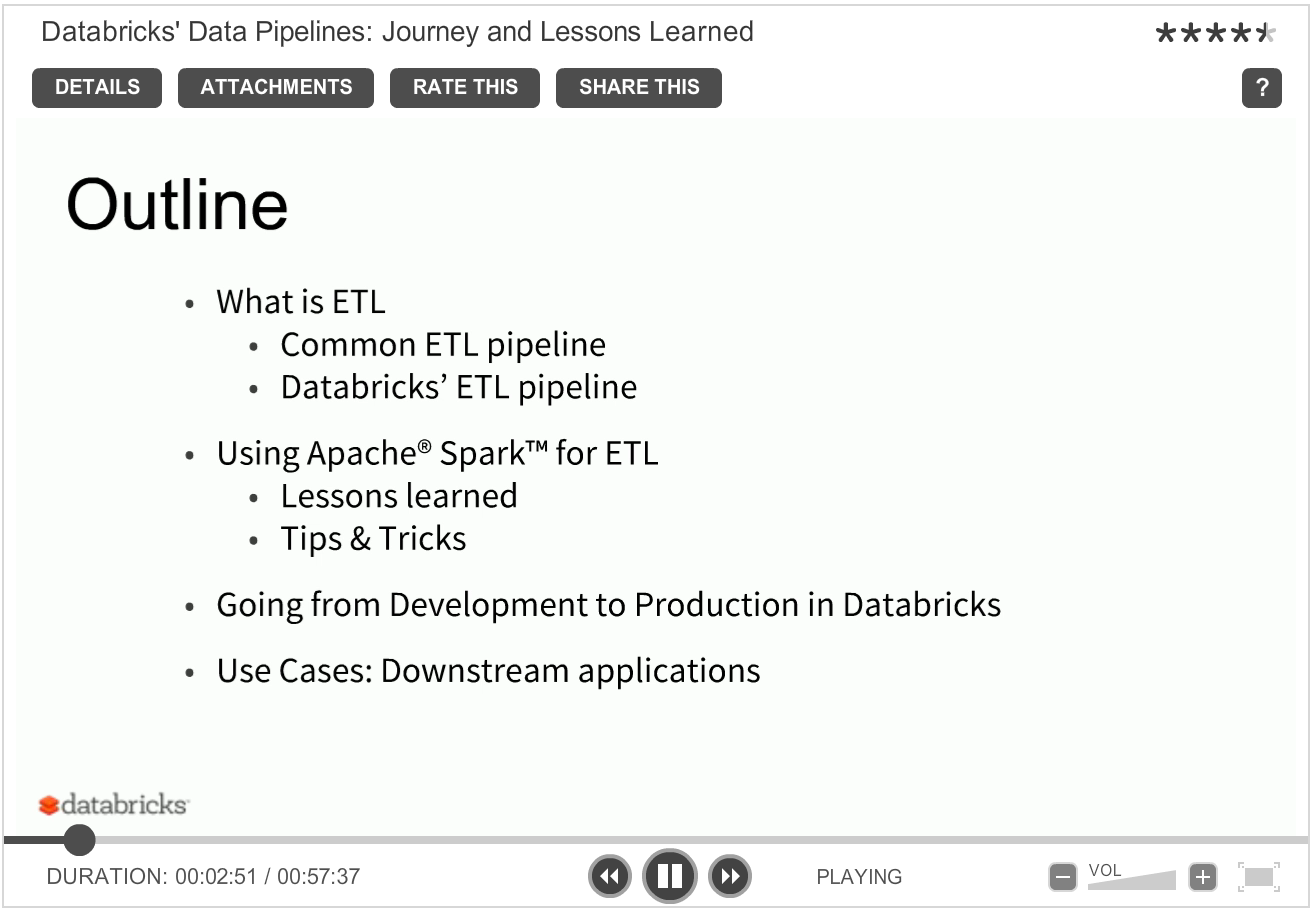 Databricks' Data Pipelines: Journey and Lessons Learned
DETAILS
ATTACHMENTS
RATE THIS
SHARE THIS
?
Outline
• What is ETL
• Common ETL pipeline
• Databricks’ ETL pipeline
• Using Apache® Spark™ for ETL
• Lessons learned
• Tips & Tricks
• Going from Development to Production in Databricks
• Use Cases: Downstream applications
databricks
DURATION: 00:02:51 / 00:57:37
PLAYING
VOL